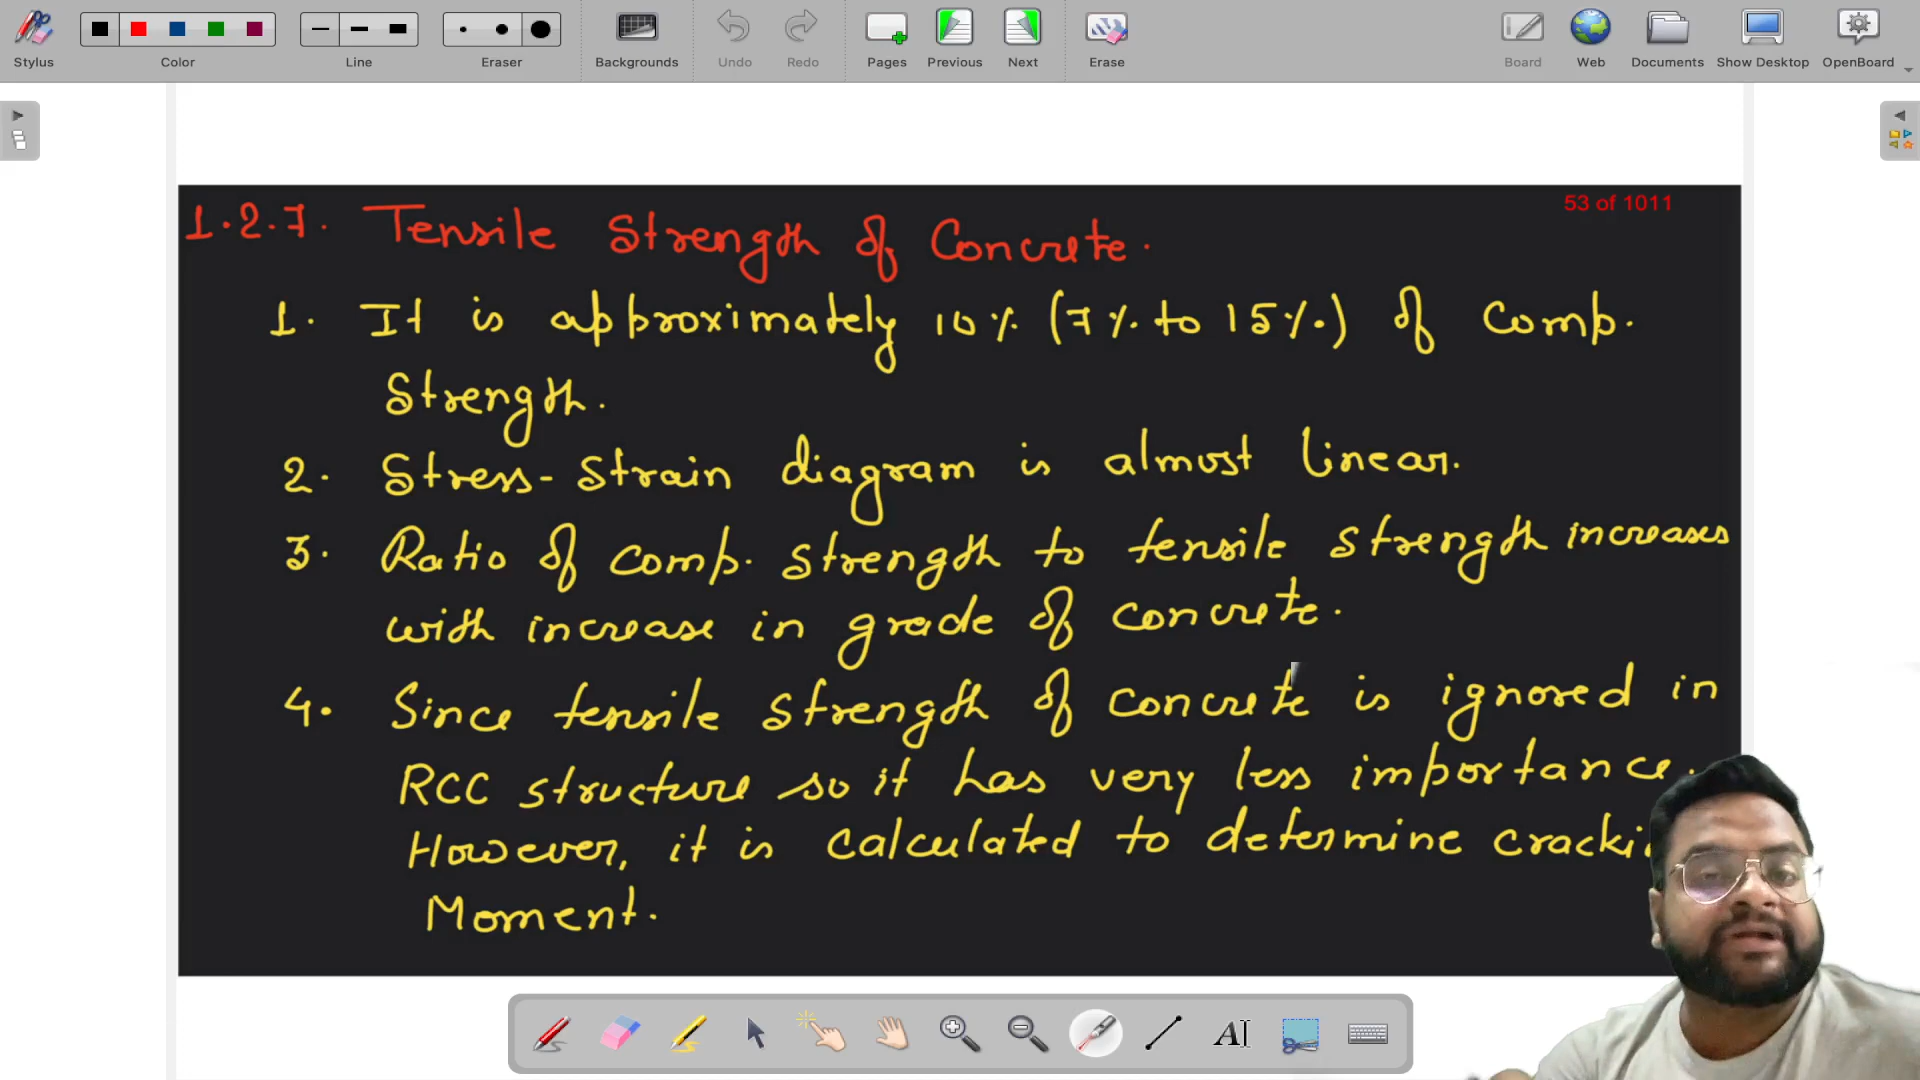 Stylus
Color
Line
Eraser
Backgrounds
Undo
Redo
Pages
Previous
Next
Erase
Board
Web
Documents
Show Desktop
OpenBoard
53 of 1011
1.2.7. Tensile Strength of Concrete.
1. It is approximately 10% (7% to 15%.) of comp.
Strength.
2. Stress-strain diagram is almost linear.
3. Ratio of comp. strength to tensile strength increases
with increase in grade of concrete.
4. Since tensile strength of concrete is ignored in
RCC structure so it has very less importance.
However, it is calculated to determine cracki
Moment.